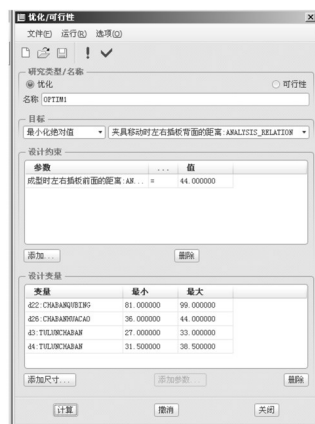 优化/可行性
文件(F) 运行(R) 选项(O)
研究类型/名称
优化 可行性
名称 OPTIM1
目标
最小化绝对值 夹具移动时左右插板背面的距离:ANALYSIS_RELATION
设计约束
参数 ... 值
成型时左右插板前面的距离:AN... = 44.000000
添加... 删除
设计变量
变量 最小 最大
d22:CHABANQUBING 81.000000 99.000000
d26:CHABANHUACAO 36.000000 44.000000
d3:TULUNCHABAN 27.000000 33.000000
d4:TULUNCHABAN 31.500000 38.500000
添加尺寸... 添加参数... 删除
计算 撤消 关闭